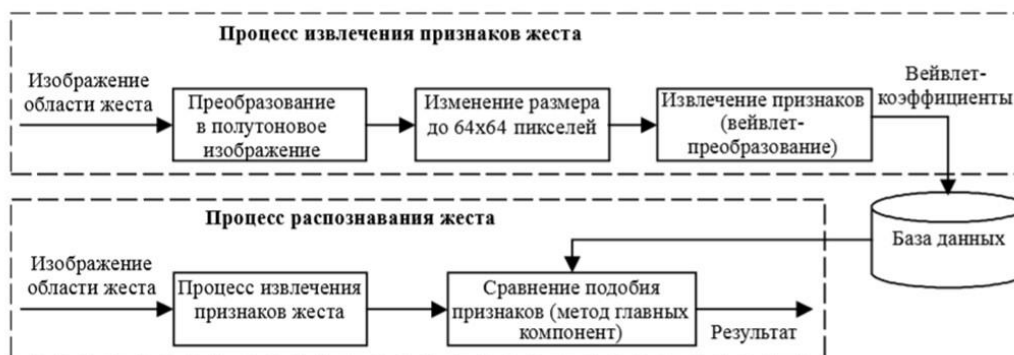 Процесс извлечения признаков жеста
Изображение
области жеста
Преобразование
в полутоновое
изображение
Изменение размера
до 64х64 пикселей
Извлечение признаков
(вейвлет-
преобразование)
Вейвлет-
коэффициенты
База данных
Процесс распознавания жеста
Изображение
области жеста
Процесс извлечения
признаков жеста
Сравнение подобия
признаков (метод главных
компонент)
Результат